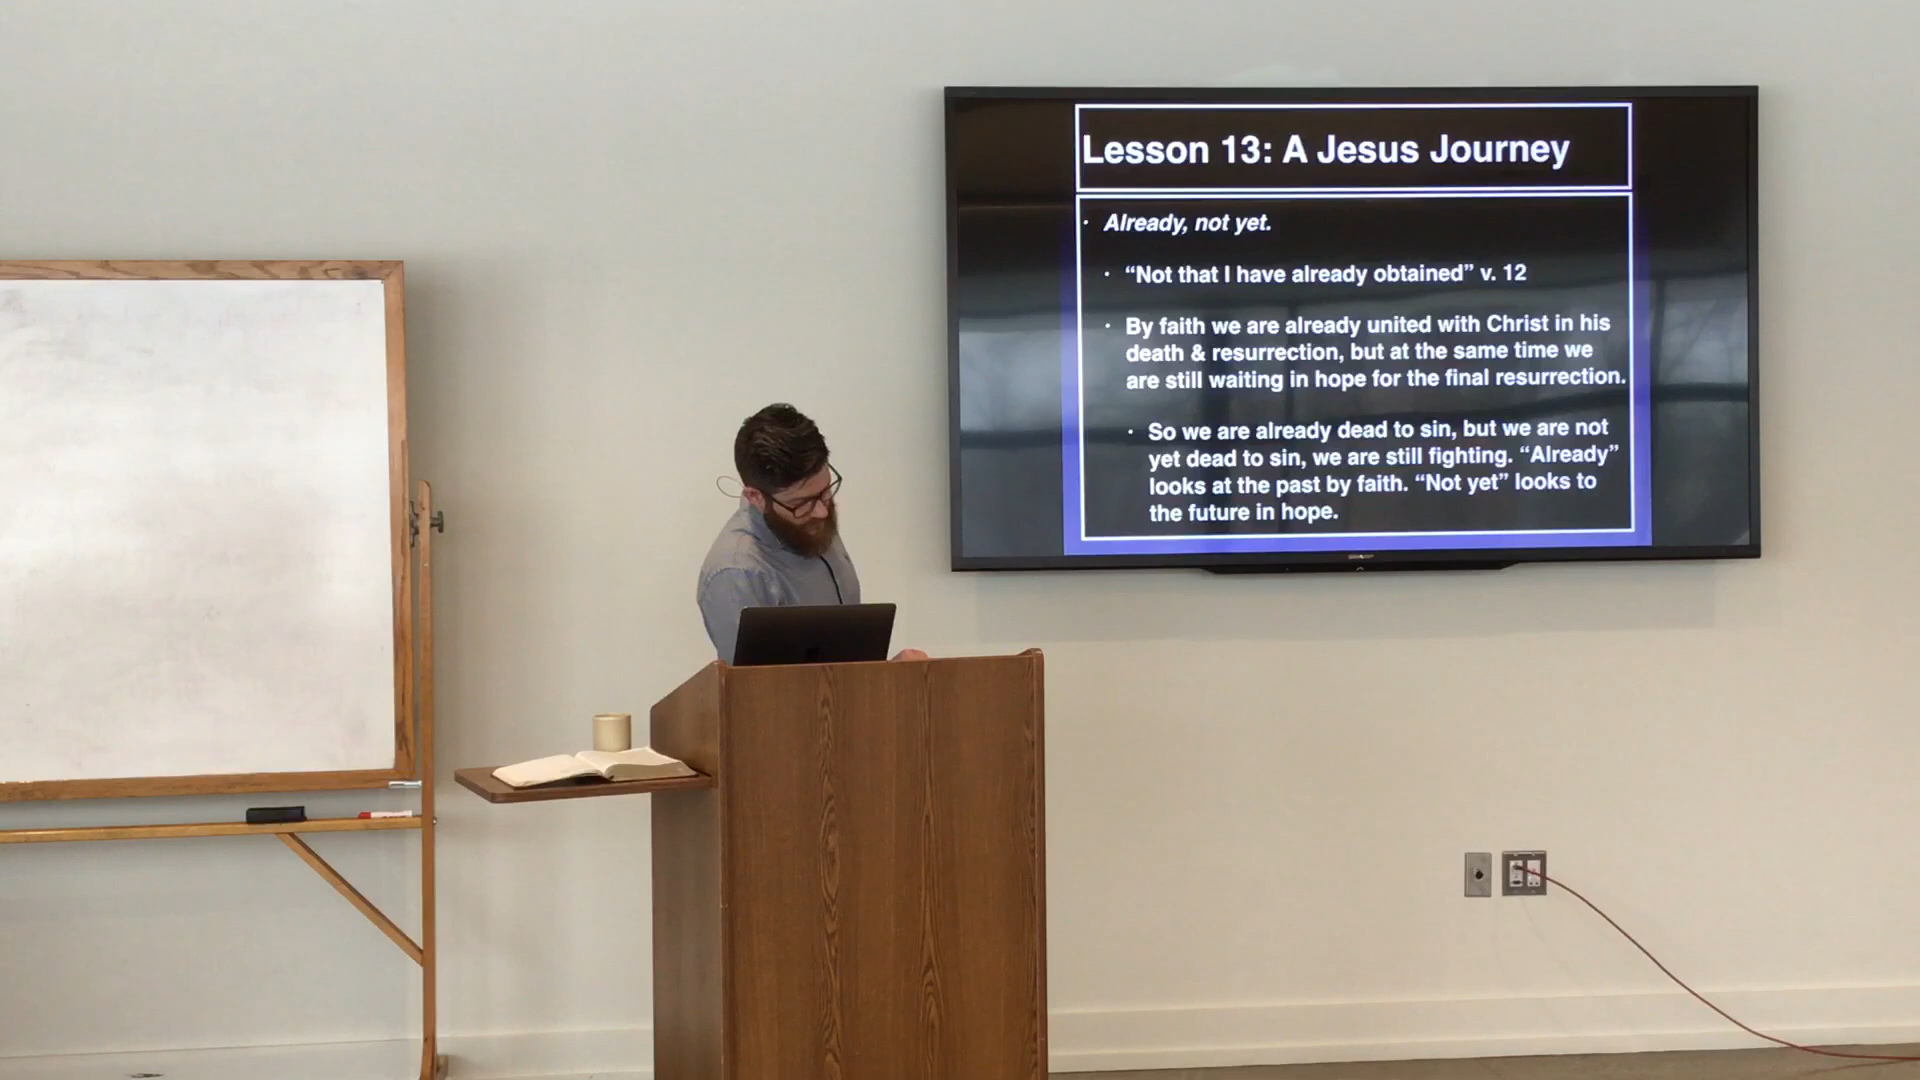 Lesson 13: A Jesus Journey
Already, not yet.
“Not that I have already obtained” v. 12
By faith we are already united with Christ in his
death & resurrection, but at the same time we
are still waiting in hope for the final resurrection.
So we are already dead to sin, but we are not
yet dead to sin, we are still fighting. “Already”
looks at the past by faith. “Not yet” looks to
the future in hope.